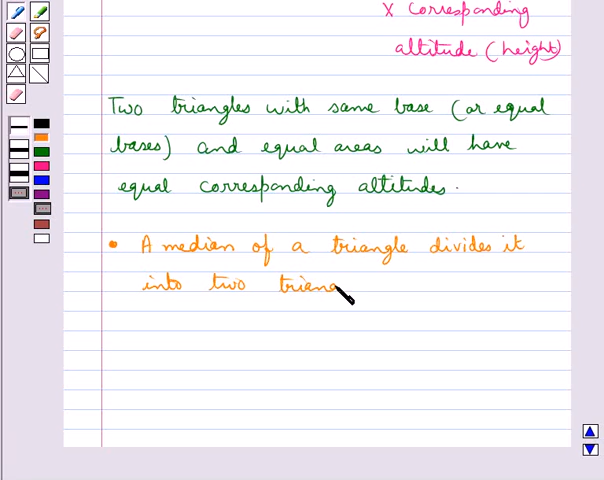 x corresponding
altitude (height)
Two triangles with same base (or equal
bases) and equal areas will have
equal corresponding altitudes.
• A median of a triangle divides it
into two triang